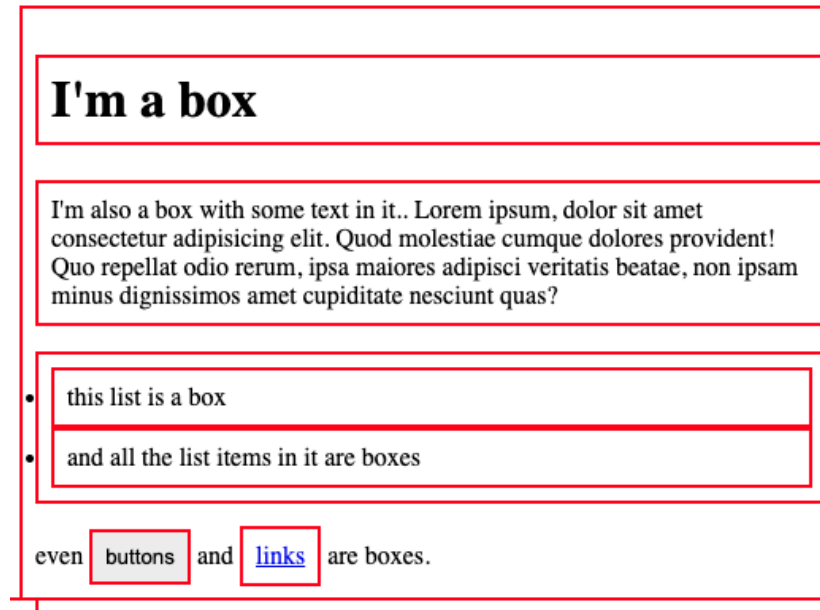 I'm a box
I'm also a box with some text in it.. Lorem ipsum, dolor sit amet
consectetur adipisicing elit. Quod molestiae cumque dolores provident!
Quo repellat odio rerum, ipsa maiores adipisci veritatis beatae, non ipsam
minus dignissimos amet cupiditate nesciunt quas?
this list is a box
and all the list items in it are boxes
even buttons and links are boxes.